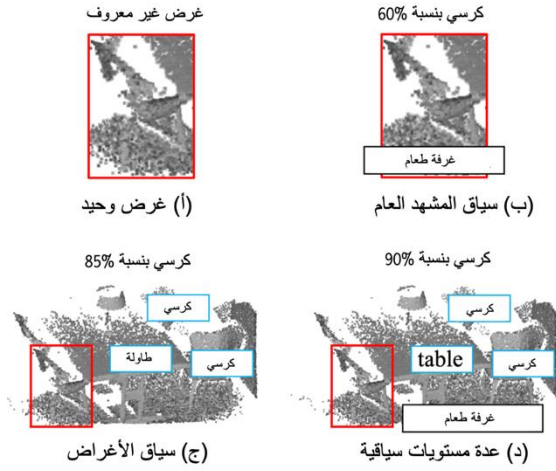 غرض غير معروف
كرسي بنسبة 60%
غرفة طعام
(أ) غرض وحيد
(ب) سياق المشهد العام
كرسي بنسبة 85%
كرسي بنسبة 90%
كرسي
كرسي
طاولة
كرسي
table
كرسي
غرفة طعام
(ج) سياق الأغراض
(د) عدة مستويات سياقية